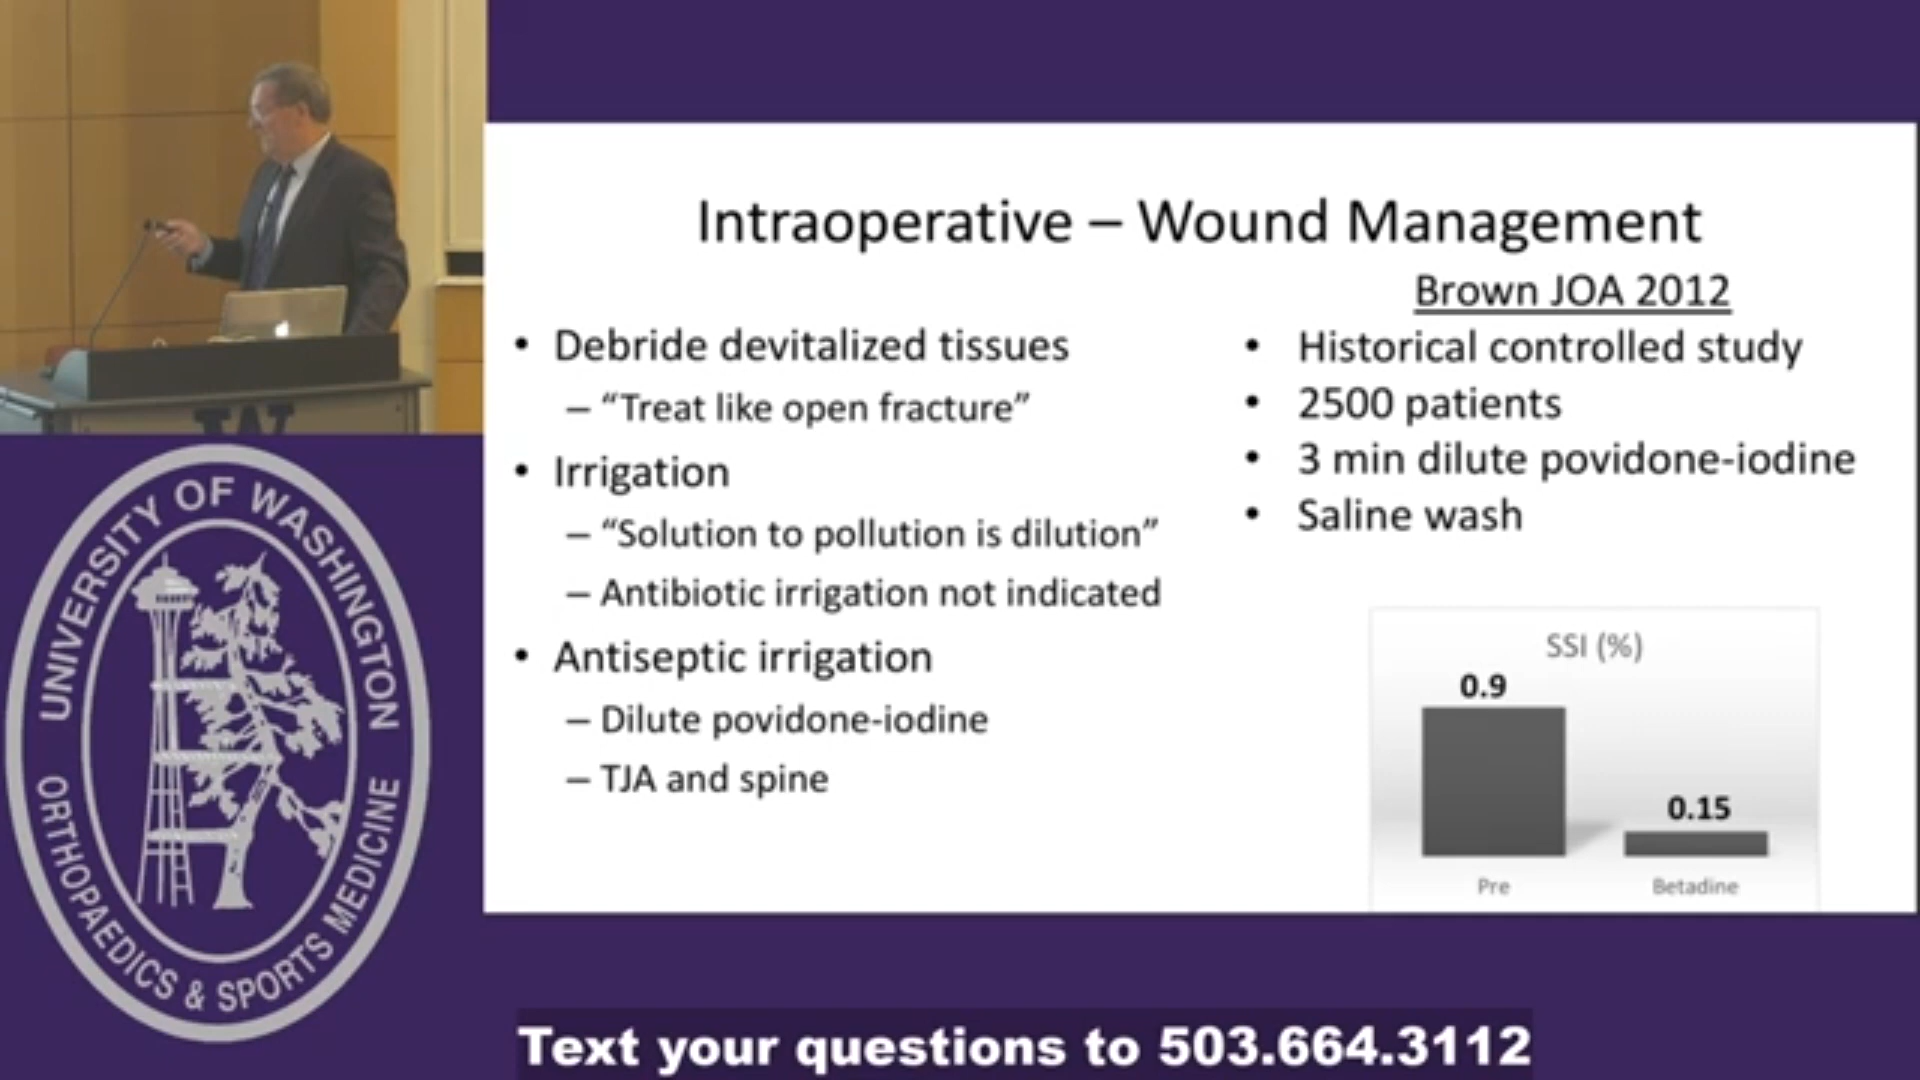 Intraoperative – Wound Management
• Debride devitalized tissues
– “Treat like open fracture”
• Irrigation
– “Solution to pollution is dilution”
– Antibiotic irrigation not indicated
• Antiseptic irrigation
– Dilute povidone-iodine
– TJA and spine
Brown JOA 2012
• Historical controlled study
• 2500 patients
• 3 min dilute povidone-iodine
• Saline wash
SSI (%)
0.9
0.15
Pre
Betadine
UNIVERSITY OF WASHINGTON
ORTHOPAEDICS & SPORTS MEDICINE
W
Text your questions to 503.664.3112